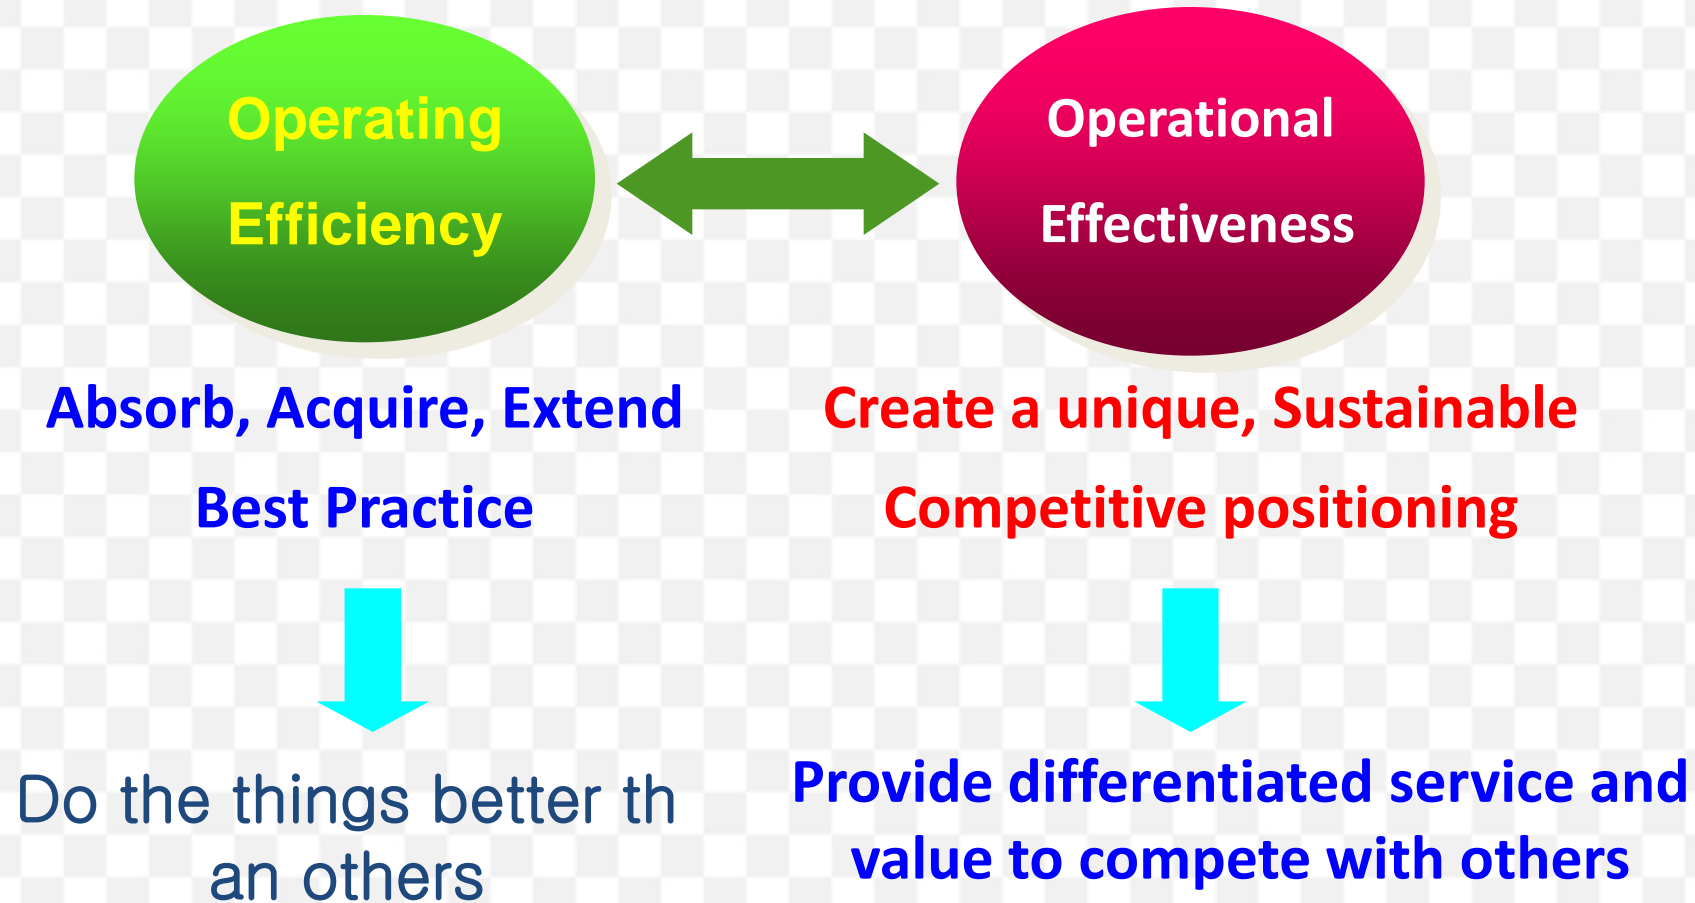 Operating
Efficiency
Operational
Effectiveness
Absorb, Acquire, Extend
Best Practice
Create a unique, Sustainable
Competitive positioning
Do the things better th
an others
Provide differentiated service and
value to compete with others